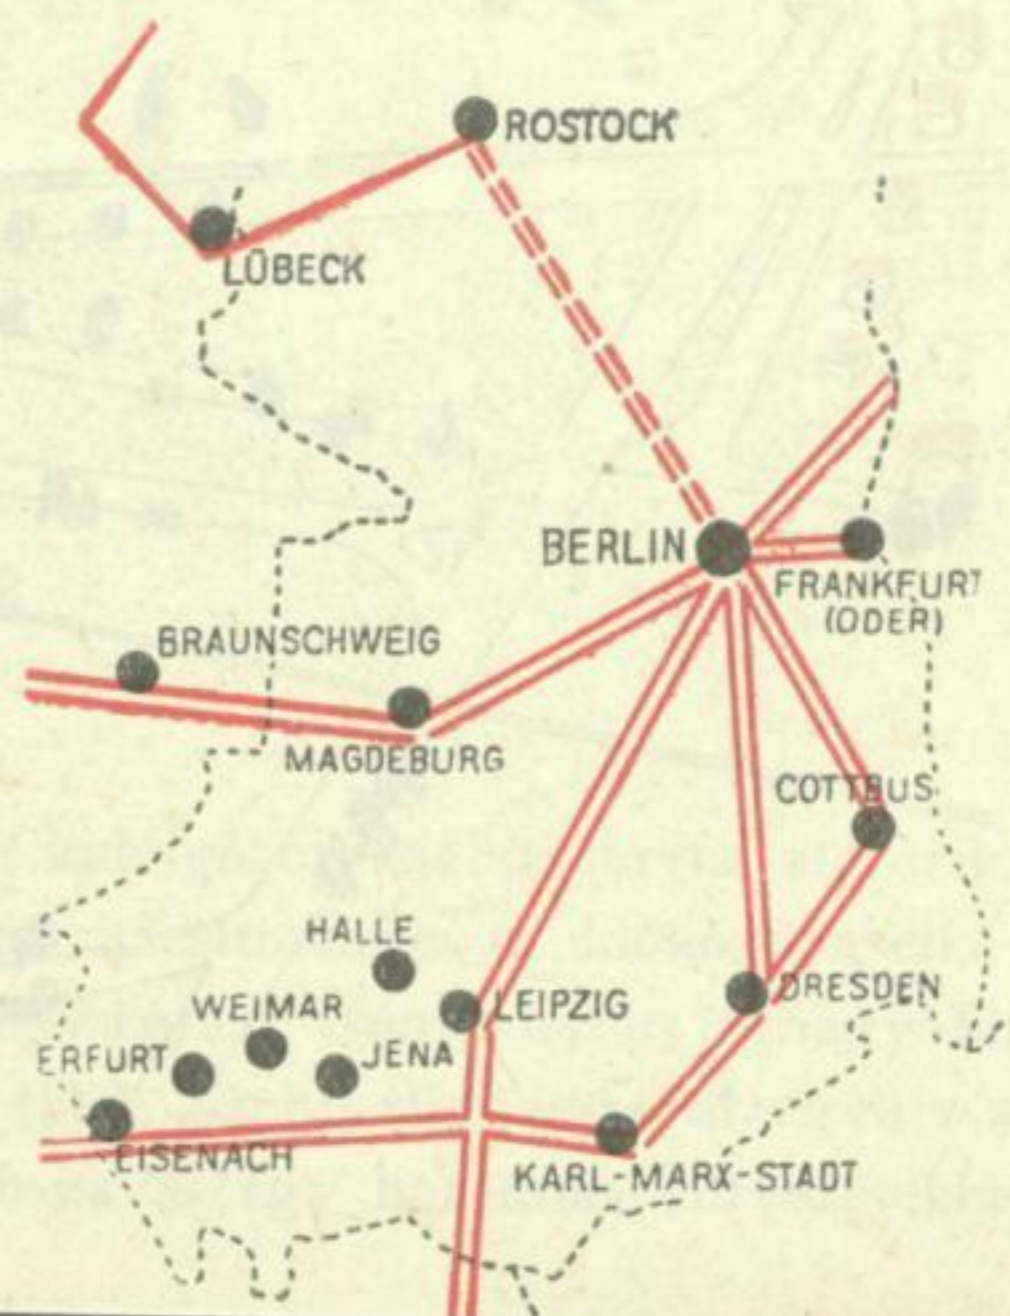 ROSTOCK
LÜBECK
BERLIN
FRANKFURT
(ODER)
BRAUNSCHWEIG
MAGDEBURG
COTTBUS
HALLE
WEIMAR
LEIPZIG
DRESDEN
ERFURT
JENA
EISENACH
KARL-MARX-STADT